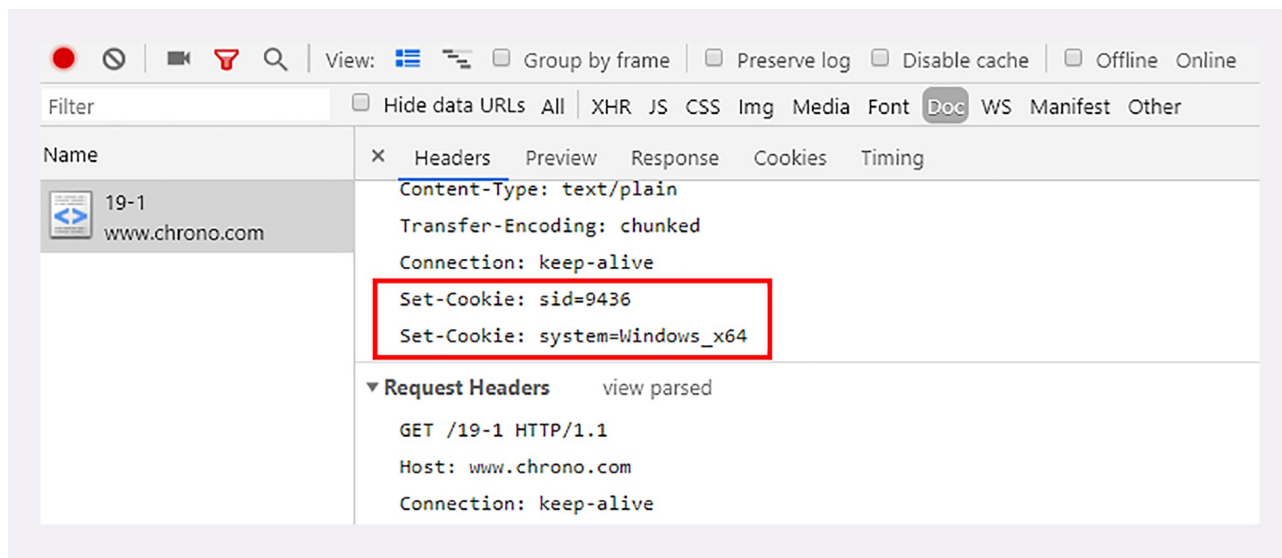 View: Group by frame Preserve log Disable cache Offline Online
Filter Hide data URLs All XHR JS CSS Img Media Font Doc WS Manifest Other
Name × Headers Preview Response Cookies Timing
19-1
www.chrono.com
Content-Type: text/plain
Transfer-Encoding: chunked
Connection: keep-alive
Set-Cookie: sid=9436
Set-Cookie: system=Windows_x64
Request Headers view parsed
GET /19-1 HTTP/1.1
Host: www.chrono.com
Connection: keep-alive